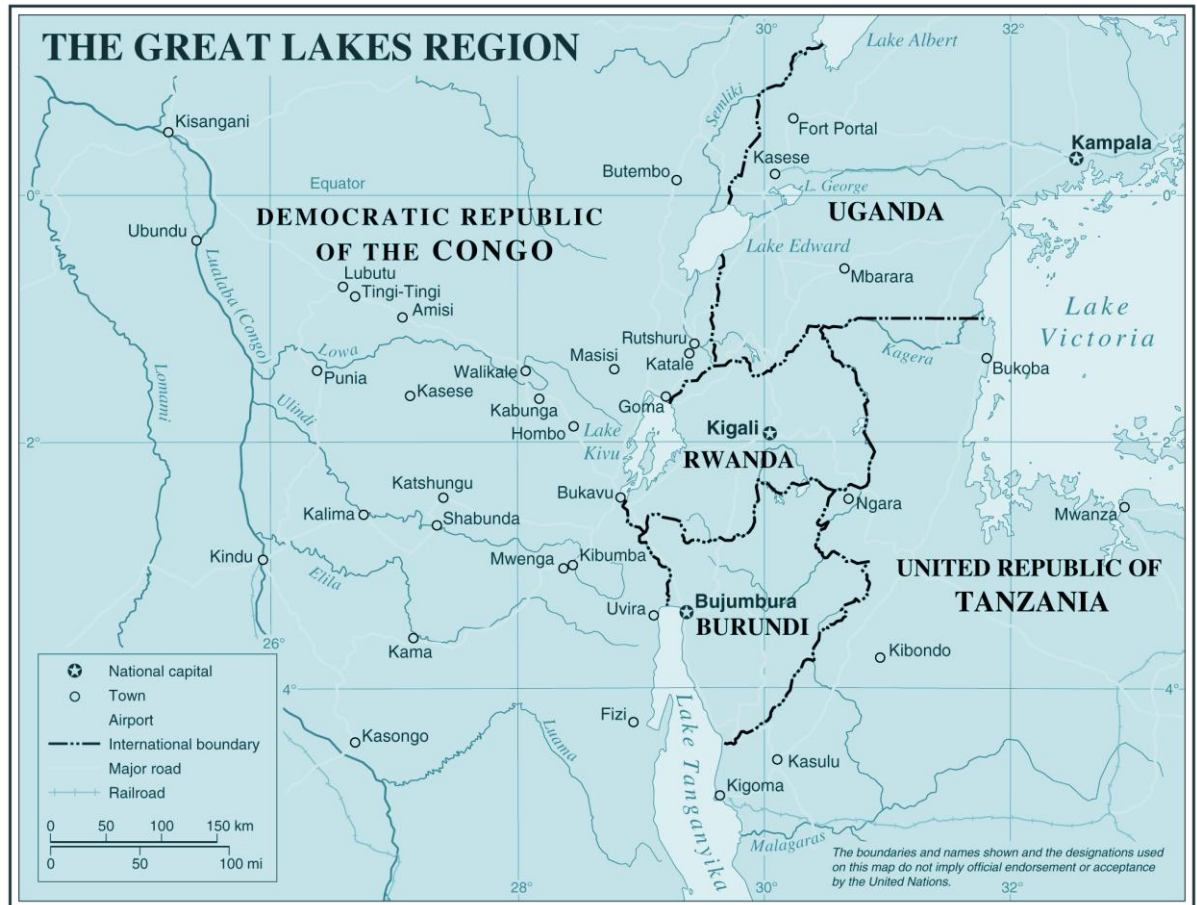 THE GREAT LAKES REGION
30°
32°
Lake Albert
Kisangani
Semliki
Fort Portal
Kampala
Butembo
Kasese
Equator
L. George
0°
0°
DEMOCRATIC REPUBLIC
OF THE CONGO
UGANDA
Ubundu
Lake Edward
Mbarara
Lubutu
Tingi-Tingi
Amisi
Lualaba (Congo)
Lake
Victoria
Lowa
Rutshuru
Masisi
Katale
Kagera
Bukoba
Punia
Walikale
Lomami
Kasese
Ulindi
Kabunga
Goma
Hombo
Lake
Kivu
Kigali
RWANDA
2°
2°
Katshungu
Bukavu
Ngara
Kalima
Shabunda
Mwanza
Kindu
Elila
Mwenga
Kibumba
UNITED REPUBLIC OF
TANZANIA
Uvira
Bujumbura
BURUNDI
26°
Kama
Kibondo
National capital
Town
Airport
International boundary
Major road
Railroad
0 50 100 150 km
0 50 100 mi
4°
4°
Fizi
Lake Tanganyika
Kasongo
Luama
Kasulu
Kigoma
Malagaras
28°
30°
32°
The boundaries and names shown and the designations used
on this map do not imply official endorsement or acceptance
by the United Nations.